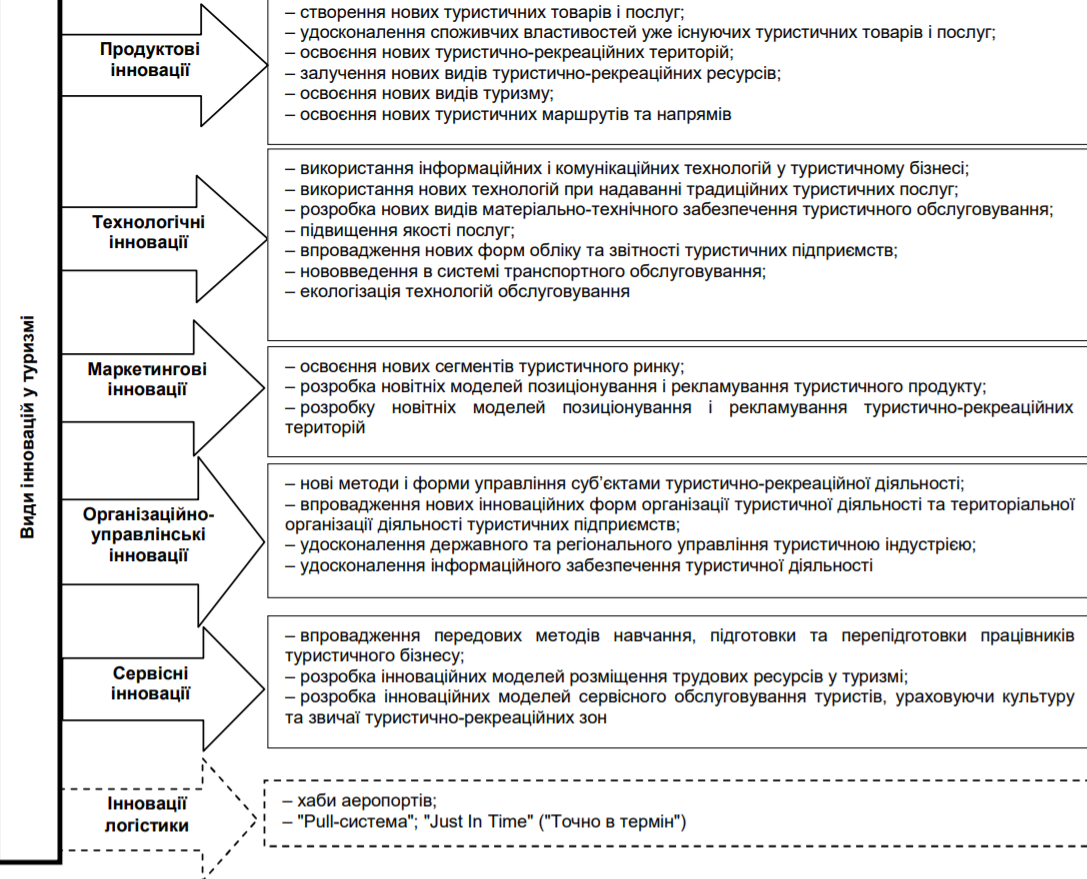 Види інновацій у туризмі
Продуктові
інновації
– створення нових туристичних товарів і послуг;
– удосконалення споживчих властивостей уже існуючих туристичних товарів і послуг;
– освоєння нових туристично-рекреаційних територій;
– залучення нових видів туристично-рекреаційних ресурсів;
– освоєння нових видів туризму;
– освоєння нових туристичних маршрутів та напрямів
Технологічні
інновації
– використання інформаційних і комунікаційних технологій у туристичному бізнесі;
– використання нових технологій при надаванні традиційних туристичних послуг;
– розробка нових видів матеріально-технічного забезпечення туристичного обслуговування;
– підвищення якості послуг;
– впровадження нових форм обліку та звітності туристичних підприємств;
– нововведення в системі транспортного обслуговування;
– екологізація технологій обслуговування
Маркетингові
інновації
– освоєння нових сегментів туристичного ринку;
– розробка новітніх моделей позиціонування і рекламування туристичного продукту;
– розробку новітніх моделей позиціонування і рекламування туристично-рекреаційних
територій
Організаційно-
управлінські
інновації
– нові методи і форми управління суб’єктами туристично-рекреаційної діяльності;
– впровадження нових інноваційних форм організації туристичної діяльності та територіальної
організації діяльності туристичних підприємств;
– удосконалення державного та регіонального управління туристичною індустрією;
– удосконалення інформаційного забезпечення туристичної діяльності
Сервісні
інновації
– впровадження передових методів навчання, підготовки та перепідготовки працівників
туристичного бізнесу;
– розробка інноваційних моделей розміщення трудових ресурсів у туризмі;
– розробка інноваційних моделей сервісного обслуговування туристів, ураховуючи культуру
та звичаї туристично-рекреаційних зон
Інновації
логістики
– хаби аеропортів;
– "Pull-система"; "Just In Time" ("Точно в термін")